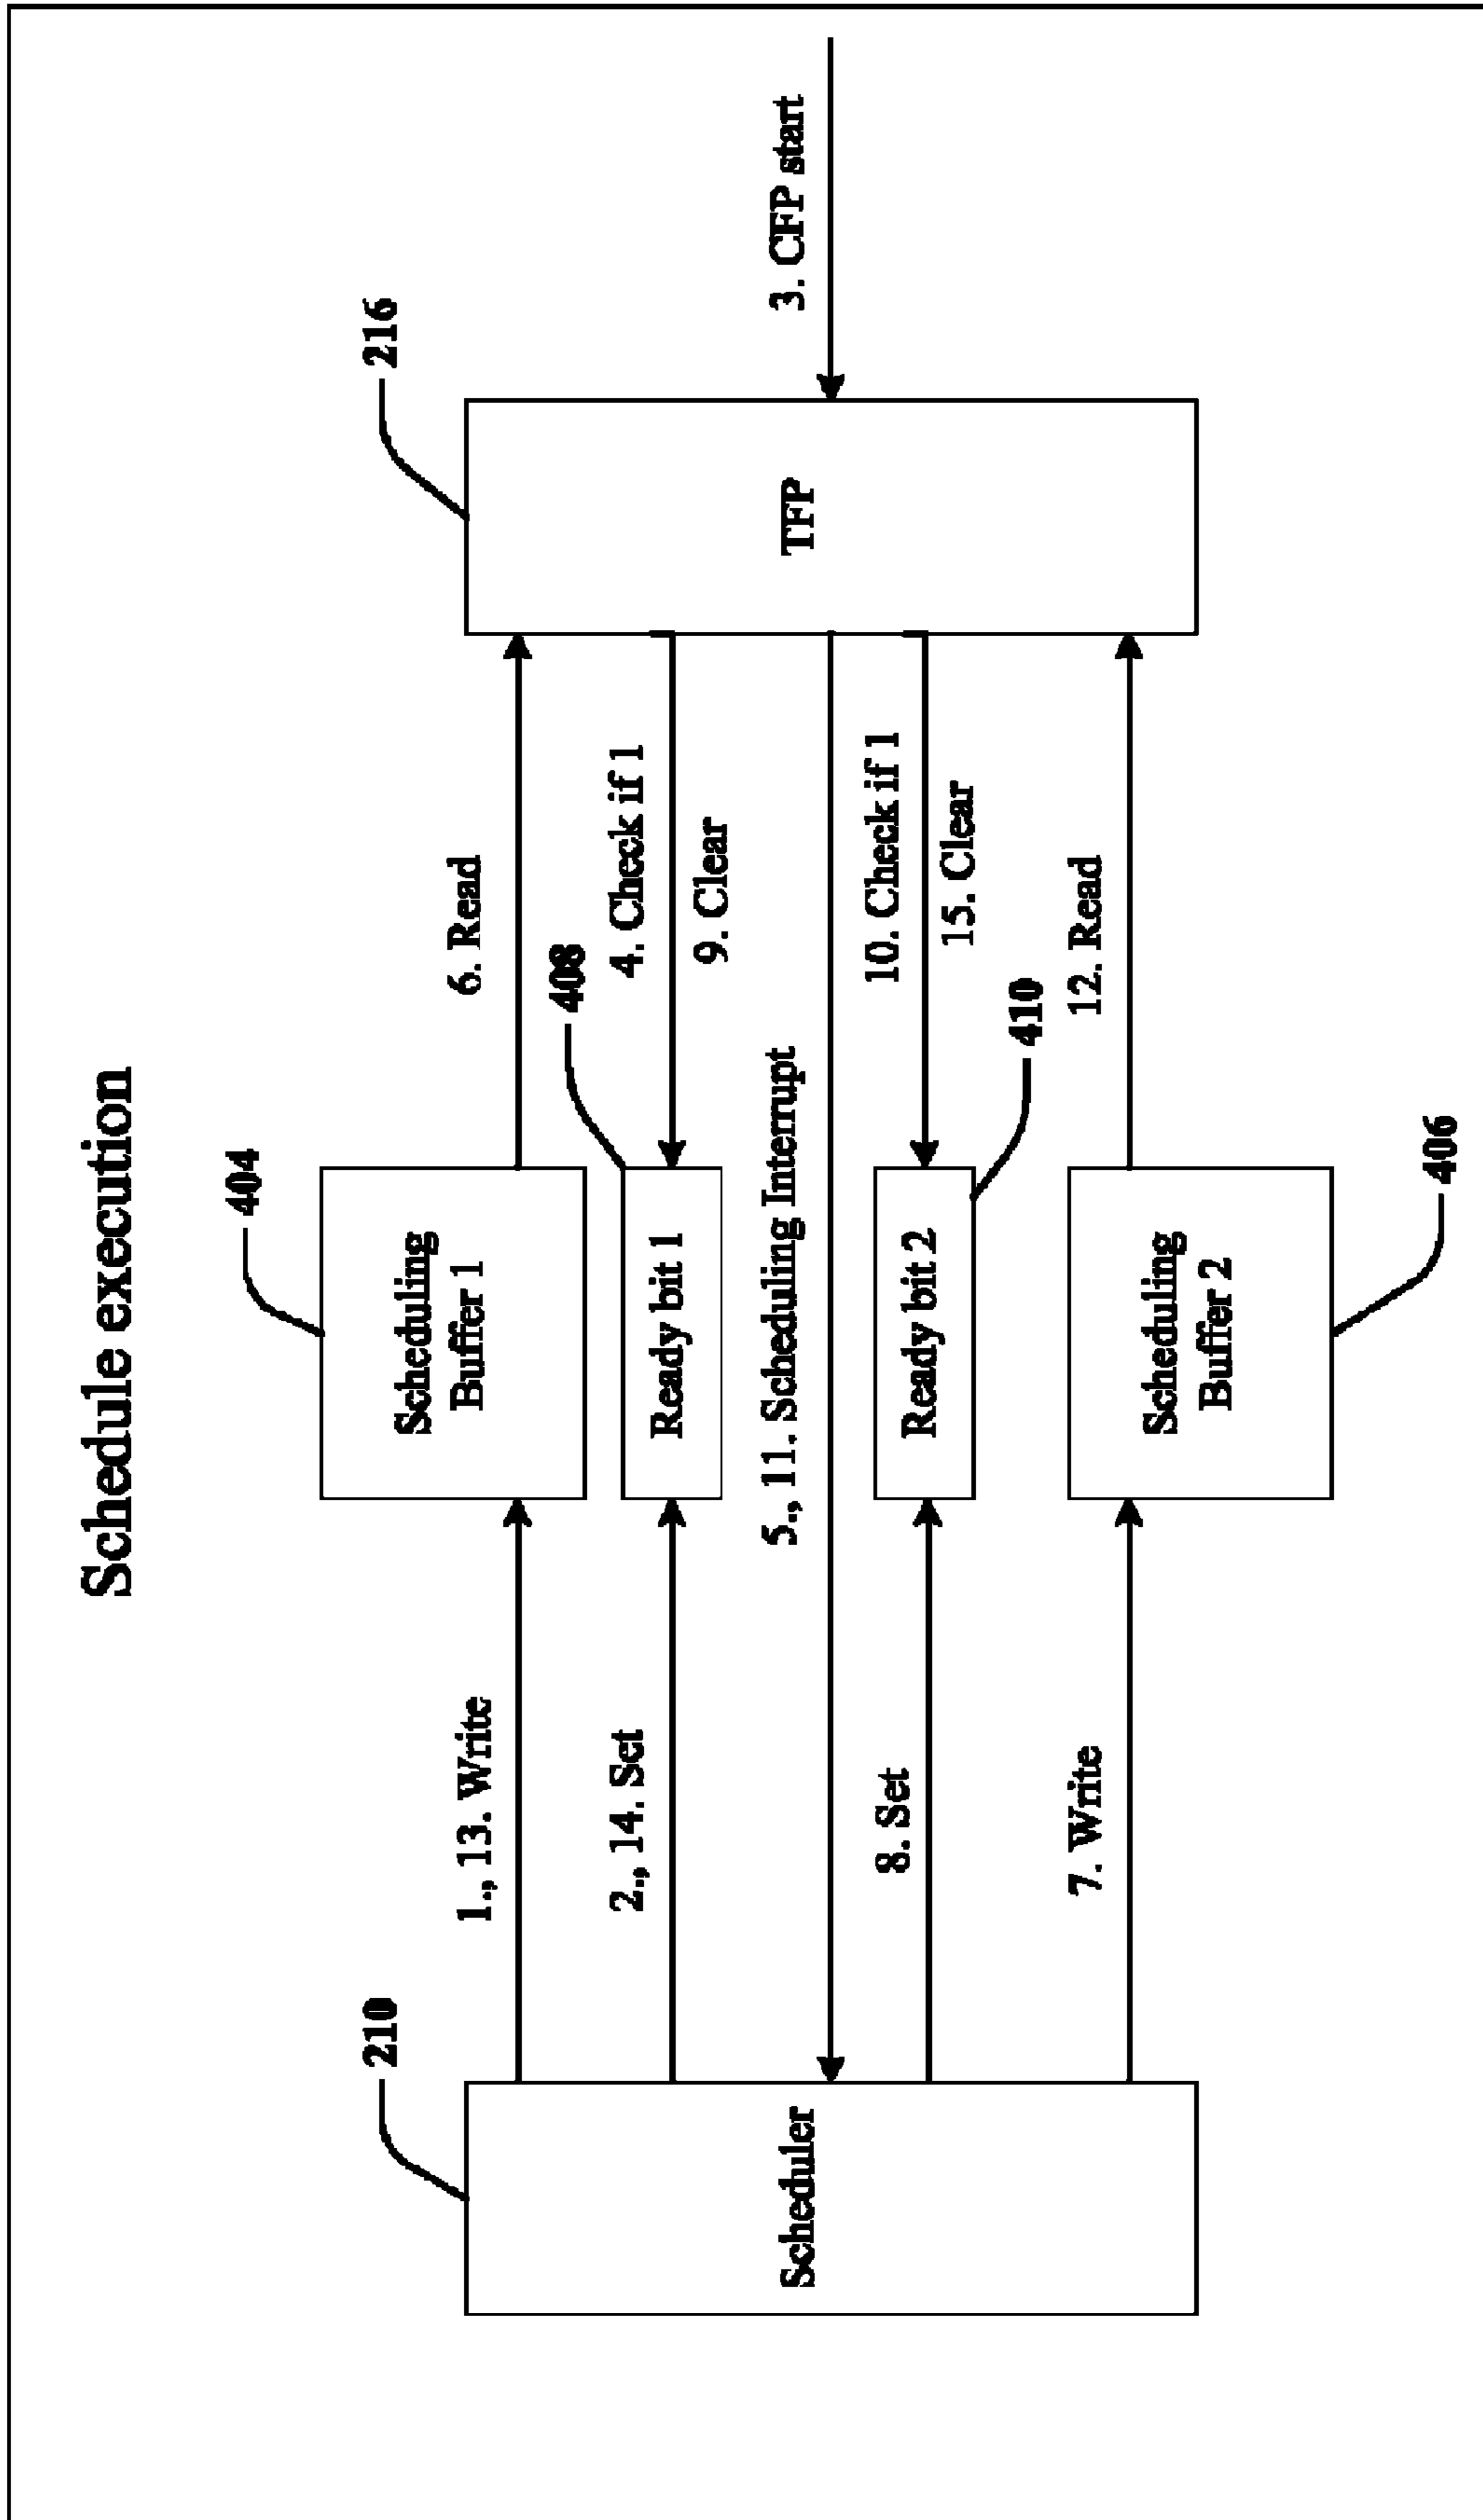 Schedule execution
404
210
216
1., 13. Write
Scheduling
Buffer 1
6. Read
408
2., 14. Set
Ready bit 1
4. Check if 1
9. Clear
Scheduler
5., 11. Scheduling Interrupt
TFP
3. CFP start
8. Set
Ready bit 2
10. Check if 1
15. Clear
410
7. Write
Scheduling
Buffer 2
12. Read
406